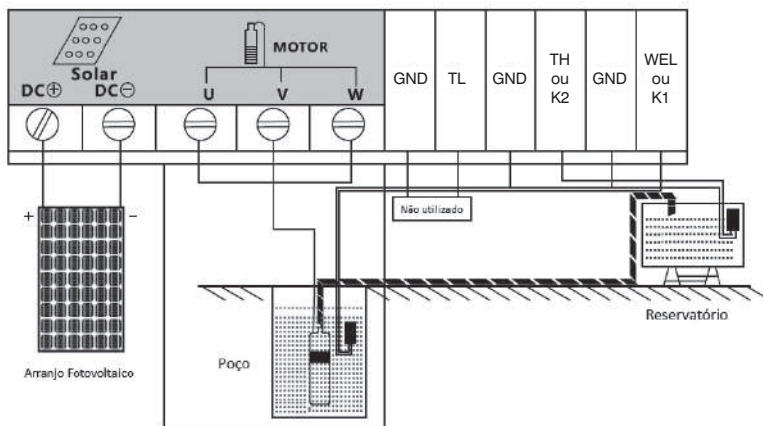 MOTOR
Solar
DC⊕ DC⊖ U V W
GND TL GND TH ou K2 GND WEL ou K1
+ −
Não utilizado
Reservatório
Poço
Arranjo Fotovoltaico